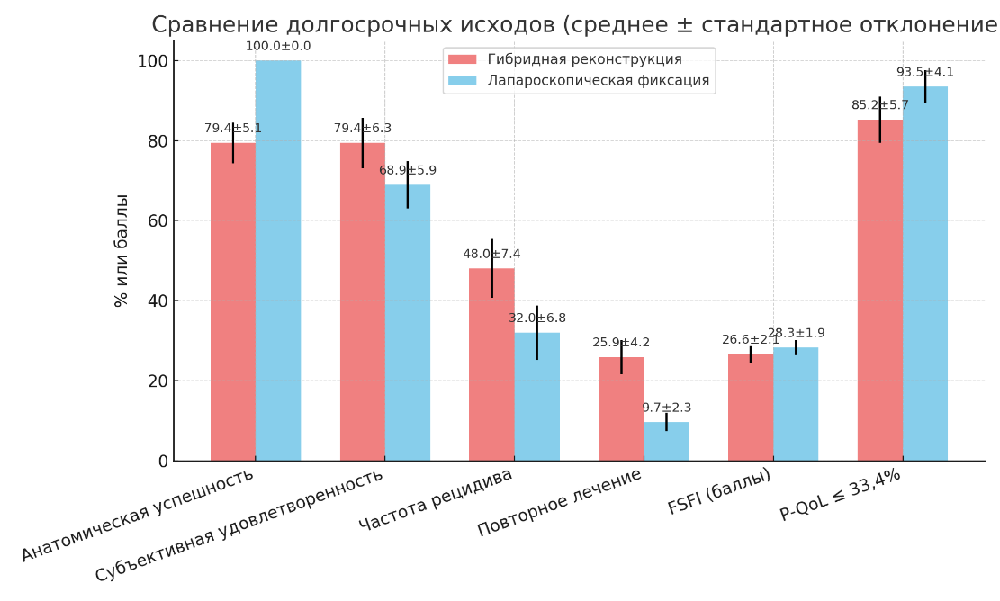 Сравнение долгосрочных исходов (среднее ± стандартное отклонение
Гибридная реконструкция
Лапароскопическая фиксация
% или баллы
100
80
60
40
20
0
79.4±5.1
100.0±0.0
79.4±6.3
68.9±5.9
48.0±7.4
32.0±6.8
25.9±4.2
9.7±2.3
26.6±2.1
28.3±1.9
85.2±5.7
93.5±4.1
Анатомическая успешность
Субъективная удовлетворенность
Частота рецидива
Повторное лечение
FSFI (баллы)
P-QoL ≤ 33,4%